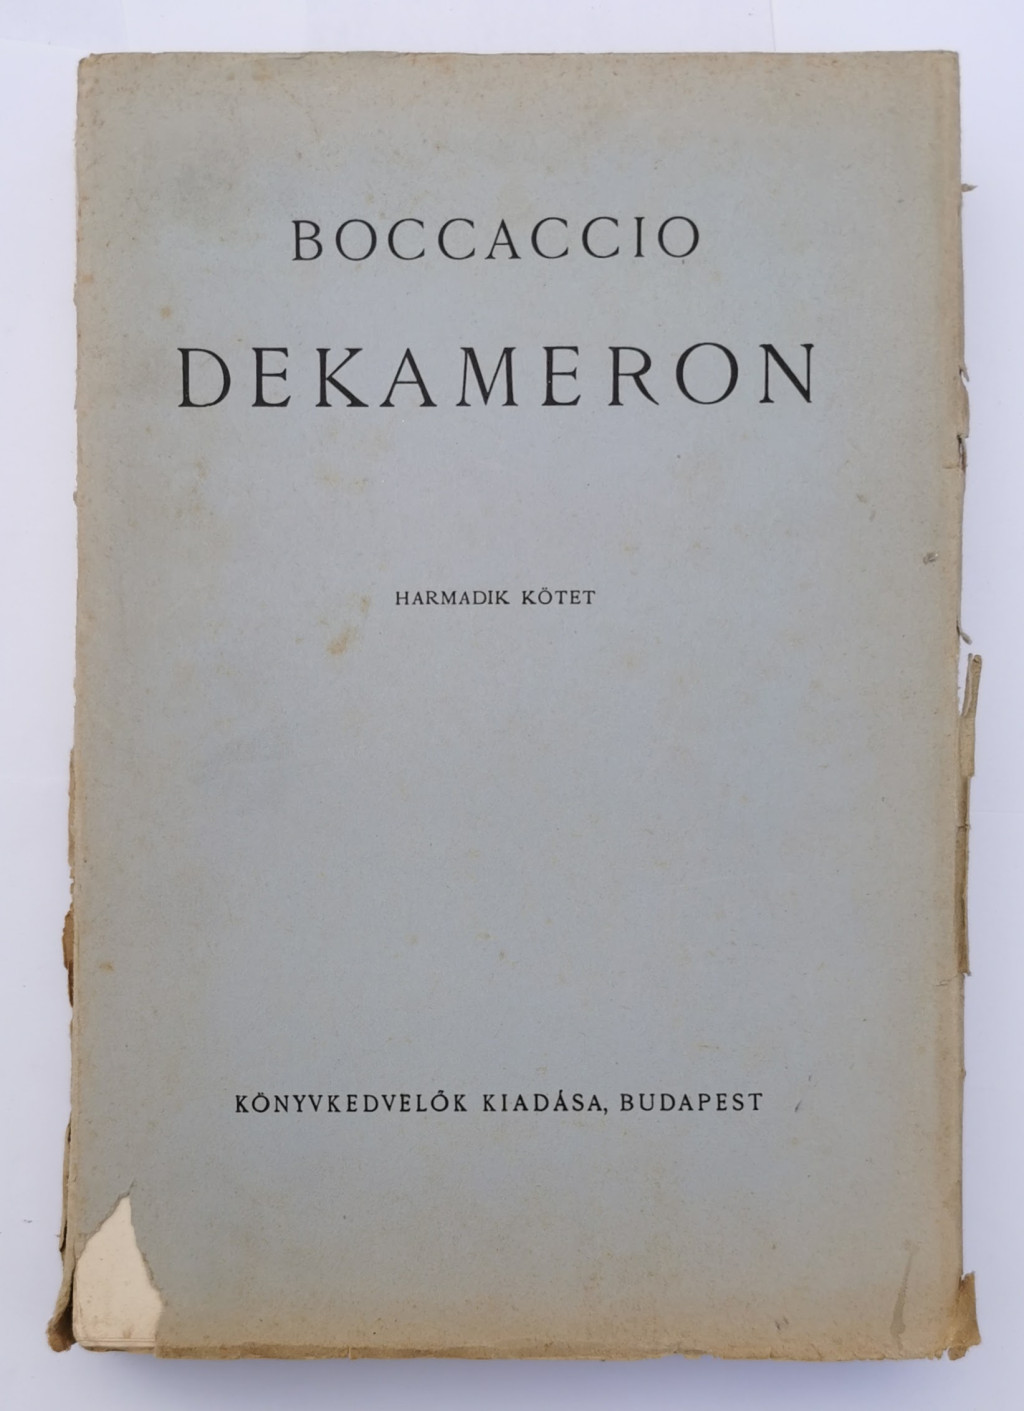 BOCCACCIO
DEKAMERON
HARMADIK KÖTET
KÖNYVKEDVELŐK KIADÁSA, BUDAPEST